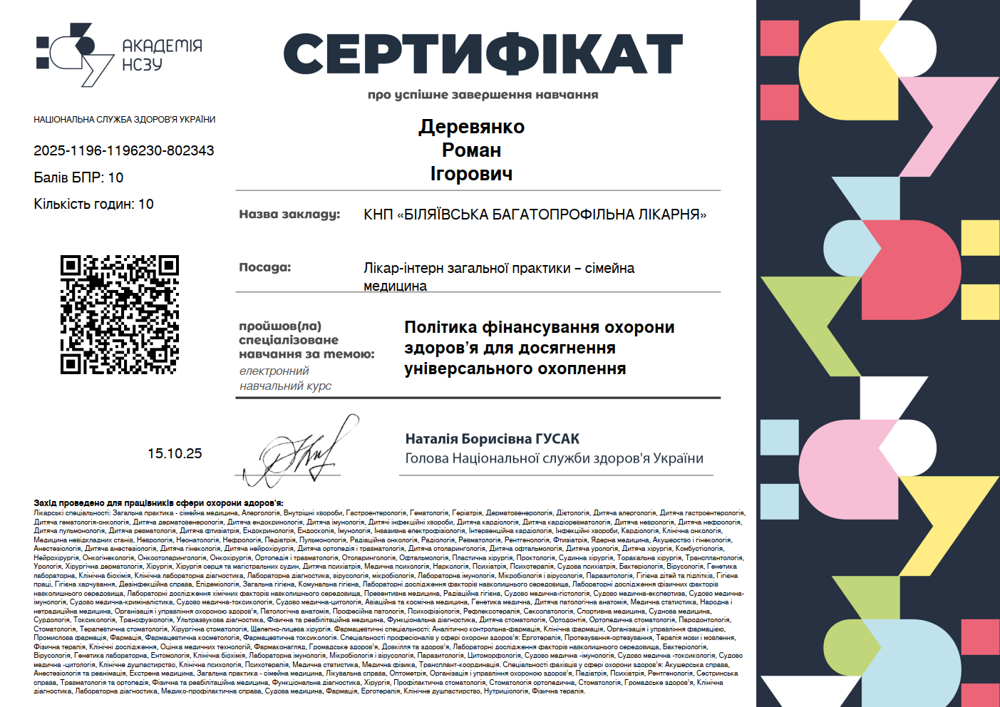 АКАДЕМІЯ
НСЗУ
СЕРТИФІКАТ
про успішне завершення навчання
НАЦІОНАЛЬНА СЛУЖБА ЗДОРОВ'Я УКРАЇНИ
2025-1196-1196230-802343
Балів БПР: 10
Кількість годин: 10
Деревянко
Роман
Ігорович
Назва закладу: КНП «БІЛЯЇВСЬКА БАГАТОПРОФІЛЬНА ЛІКАРНЯ»
Посада: Лікар-інтерн загальної практики – сімейна
медицина
пройшов(ла)
спеціалізоване
навчання за темою:
електронний
навчальний курс
Політика фінансування охорони
здоров’я для досягнення
універсального охоплення
15.10.25
Наталія Борисівна ГУСАК
Голова Національної служби здоров'я України
Захід проведено для працівників сфери охорони здоров'я:
Лікарські спеціальності: Загальна практика - сімейна медицина, Алергологія, Внутрішні хвороби, Гастроентерологія, Гематологія, Геріатрія, Дерматовенерологія, Дієтологія, Дитяча алергологія, Дитяча гастроентерологія,
Дитяча гематологія-онкологія, Дитяча дерматовенерологія, Дитяча ендокринологія, Дитяча імунологія, Дитячі інфекційні хвороби, Дитяча кардіологія, Дитяча кардіоревматологія, Дитяча неврологія, Дитяча нефрологія,
Дитяча пульмонологія, Дитяча ревматологія, Дитяча фтизіатрія, Ендокринологія, Ендоскопія, Імунологія, Інвазивна електрофізіологія, Інтервенційна кардіологія, Інфекційні хвороби, Кардіологія, Клінічна онкологія,
Медицина невідкладних станів, Неврологія, Неонатологія, Нефрологія, Педіатрія, Пульмонологія, Радіаційна онкологія, Радіологія, Ревматологія, Рентгенологія, Фтизіатрія, Ядерна медицина, Акушерство і гінекологія,
Анестезіологія, Дитяча анестезіологія, Дитяча гінекологія, Дитяча нейрохірургія, Дитяча ортопедія і травматологія, Дитяча отоларингологія, Дитяча офтальмологія, Дитяча урологія, Дитяча хірургія, Комбустіологія,
Нейрохірургія, Онкогінекологія, Онкоотоларингологія, Онкохірургія, Ортопедія і травматологія, Отоларингологія, Офтальмологія, Пластична хірургія, Проктологія, Судинна хірургія, Торакальна хірургія, Трансплантологія,
Урологія, Хірургічна дерматологія, Хірургія, Хірургія серця та магістральних судин, Дитяча психіатрія, Медична психологія, Наркологія, Психіатрія, Психотерапія, Судова психіатрія, Бактеріологія, Вірусологія, Генетика
лабораторна, Клінічна біохімія, Клінічна лабораторна діагностика, Лабораторна діагностика, вірусологія, мікробіологія, Лабораторна імунологія, Мікробіологія і вірусологія, Паразитологія, Гігієна дітей та підлітків, Гігієна
праці, Гігієна харчування, Дезінфекційна справа, Епідеміологія, Загальна гігієна, Комунальна гігієна, Лабораторні дослідження факторів навколишнього середовища, Лабораторні дослідження фізичних факторів
навколишнього середовища, Лабораторні дослідження хімічних факторів навколишнього середовища, Превентивна медицина, Радіаційна гігієна, Судово медична-гістологія, Судово медична-експертиза, Судово медична-
імунологія, Судово медична-криміналістика, Судово медична-токсикологія, Судово медична-цитологія, Авіаційна та космічна медицина, Генетика медична, Дитяча патологічна анатомія, Медична статистика, Народна і
нетрадиційна медицина, Організація і управління охороною здоров'я, Патологічна анатомія, Професійна патологія, Психофізіологія, Рефлексотерапія, Сексопатологія, Спортивна медицина, Суднова медицина,
Сурдологія, Токсикологія, Трансфузіологія, Ультразвукова діагностика, Фізична та реабілітаційна медицина, Функціональна діагностика, Дитяча стоматологія, Ортодонтія, Ортопедична стоматологія, Пародонтологія,
Стоматологія, Терапевтична стоматологія, Хірургічна стоматологія, Щелепно-лицева хірургія. Фармацевтичні спеціальності: Аналітично контрольна-фармація, Клінічна фармація, Організація і управління фармацією,
Промислова фармація, Фармація, Фармацевтична косметологія, Фармацевтична токсикологія. Спеціальності професіоналів у сфері охорони здоров'я: Ерготерапія, Протезування-ортезування, Терапія мови і мовлення,
Фізична терапія, Клінічні дослідження, Оцінка медичних технологій, Фармаконагляд, Громадське здоров'я, Довкілля та здоров'я, Лабораторні дослідження факторів навколишнього середовища, Бактеріологія,
Вірусологія, Генетика лабораторна, Ентомологія, Клінічна біохімія, Лабораторна імунологія, Мікробіологія і вірусологія, Паразитологія, Цитоморфологія, Судово медична -імунологія, Судово медична -токсикологія, Судово
медична -цитологія, Клінічне душпастирство, Клінічна психологія, Психотерапія, Медична статистика, Медична фізика, Трансплант-координація. Спеціальності фахівців у сфері охорони здоров'я: Акушерська справа,
Анестезіологія та реанімація, Екстрена медицина, Загальна практика - сімейна медицина, Лікувальна справа, Оптометрія, Організація і управління охороною здоров'я, Педіатрія, Психіатрія, Рентгенологія, Сестринська
справа, Травматологія та ортопедія, Фізична та реабілітаційна медицина, Функціональна діагностика, Хірургія, Профілактична стоматологія, Стоматологія ортопедична, Стоматологія, Громадське здоров'я, Клінічна
діагностика, Лабораторна діагностика, Медико-профілактична справа, Судова медицина, Фармація, Ерготерапія, Клінічне душпастирство, Нутриціологія, Фізична терапія.